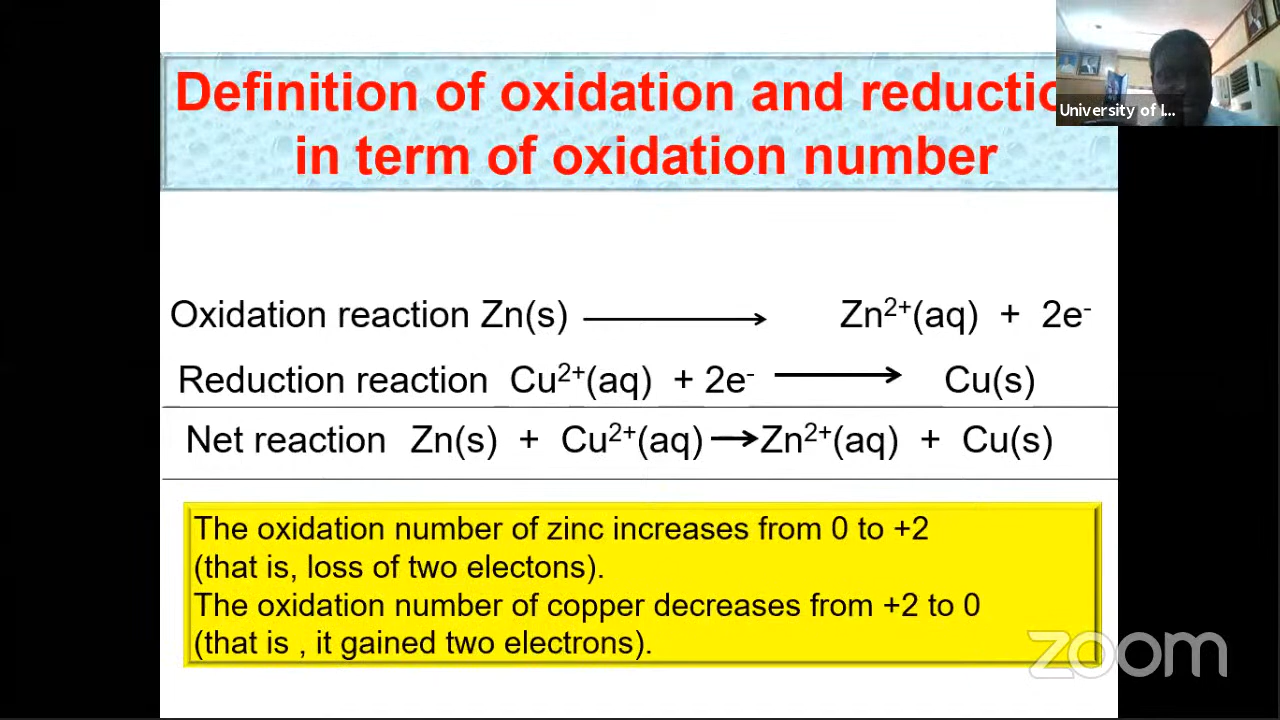 Definition of oxidation and reductio
in term of oxidation number
University of I...
Oxidation reaction Zn(s) ⟶ Zn²⁺(aq) + 2e⁻
Reduction reaction Cu²⁺(aq) + 2e⁻ ⟶ Cu(s)
Net reaction Zn(s) + Cu²⁺(aq) ⟶ Zn²⁺(aq) + Cu(s)
The oxidation number of zinc increases from 0 to +2
(that is, loss of two electons).
The oxidation number of copper decreases from +2 to 0
(that is , it gained two electrons).
zoom